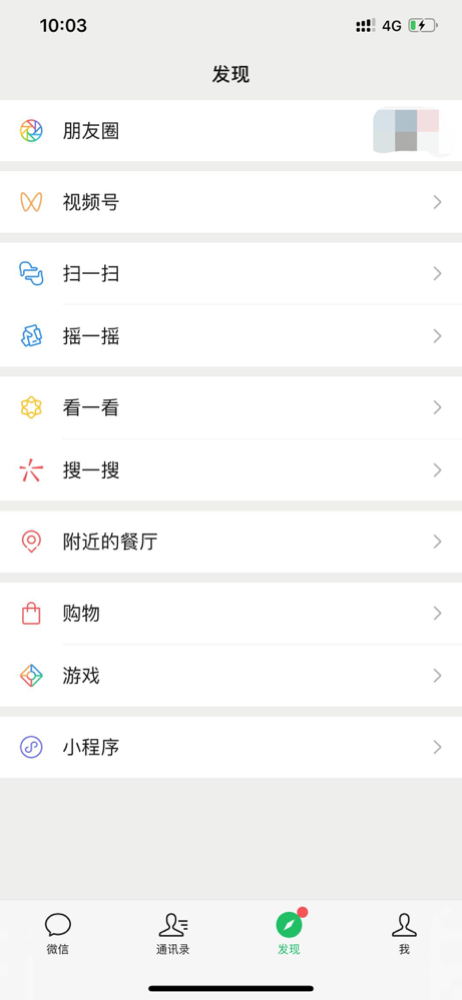 10:03
4G
发现
朋友圈
视频号
扫一扫
摇一摇
看一看
搜一搜
附近的餐厅
购物
游戏
小程序
微信
通讯录
发现
我